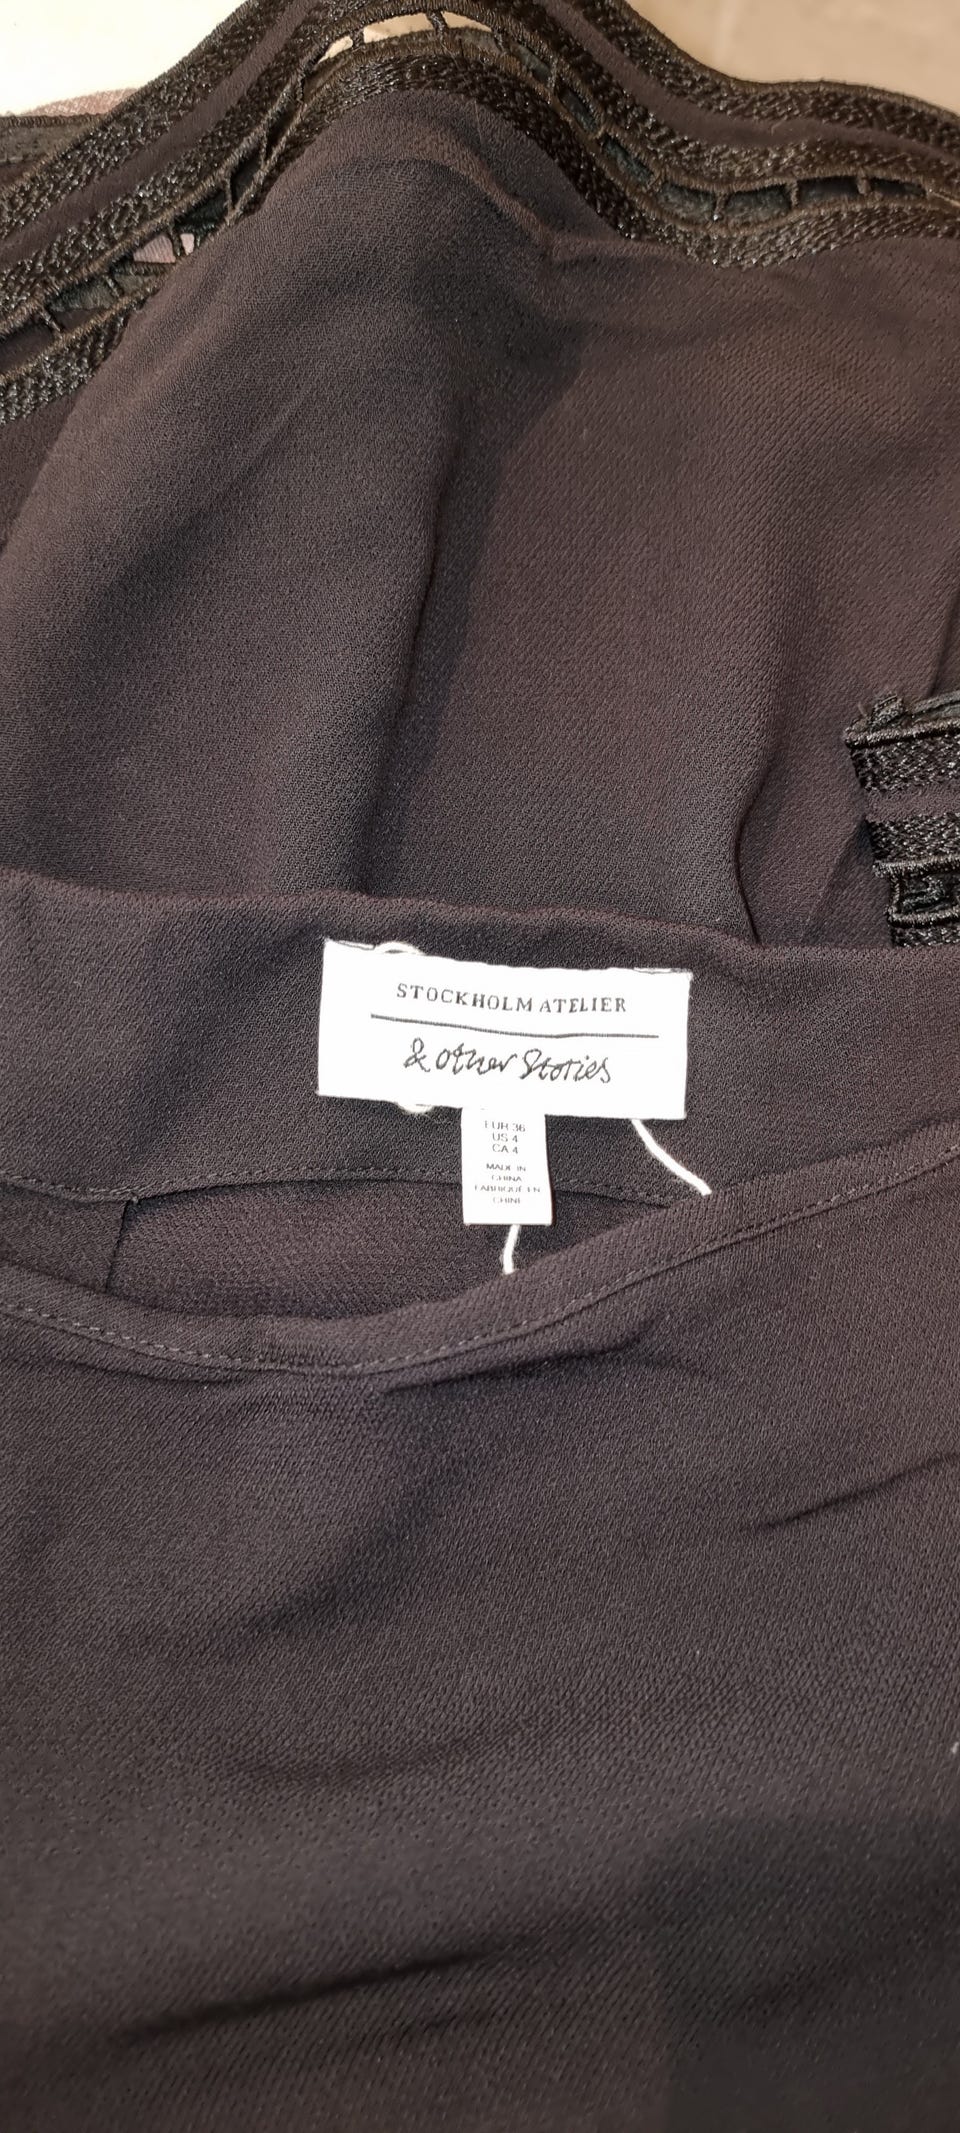 STOCKHOLM ATELIER
& other Stories
EUR 36
US 4
CA 4
MADE IN
CHINA
FABRIQUÉ EN
CHINE